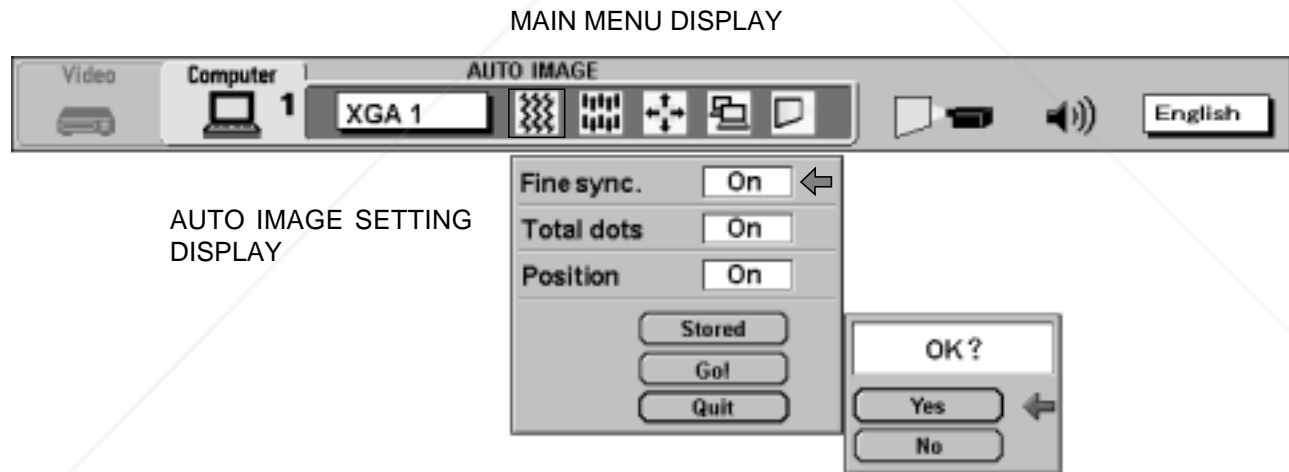 MAIN MENU DISPLAY
Video
Computer
AUTO IMAGE
1
XGA 1
English
AUTO IMAGE SETTING
DISPLAY
Fine sync. On
Total dots On
Position On
Stored
Go!
Quit
OK?
Yes
No